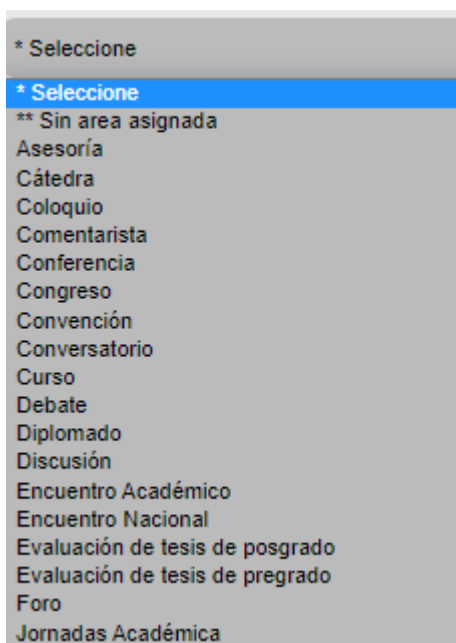 * Seleccione
* Seleccione
** Sin area asignada
Asesoría
Cátedra
Coloquio
Comentarista
Conferencia
Congreso
Convención
Conversatorio
Curso
Debate
Diplomado
Discusión
Encuentro Académico
Encuentro Nacional
Evaluación de tesis de posgrado
Evaluación de tesis de pregrado
Foro
Jornadas Académica